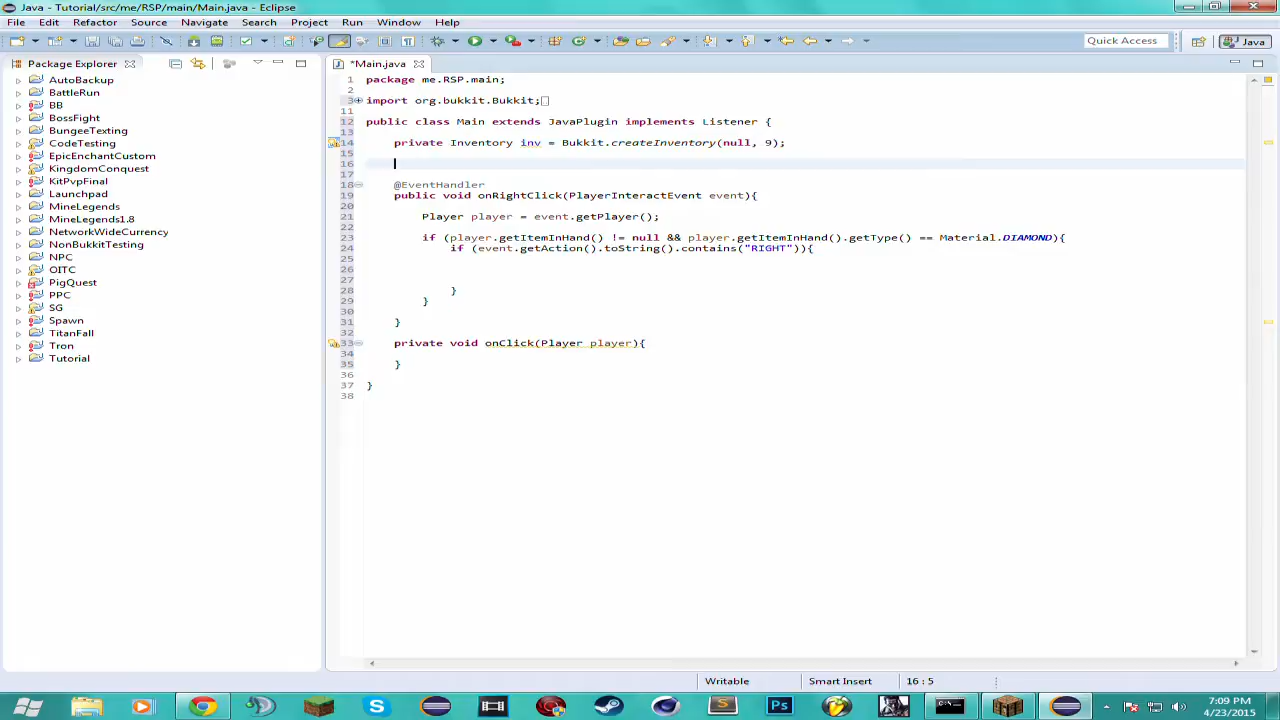 Java - Tutorial/src/me/RSP/main/Main.java - Eclipse
File Edit Refactor Source Navigate Search Project Run Window Help
Quick Access
Java
Package Explorer
*Main.java
AutoBackup
BattleRun
BB
BossFight
BungeeTexting
CodeTesting
EpicEnchantCustom
KingdomConquest
KitPvpFinal
Launchpad
MineLegends
MineLegends1.8
NetworkWideCurrency
NonBukkitTesting
NPC
OITC
PigQuest
PPC
SG
Spawn
TitanFall
Tron
Tutorial
1 package me.RSP.main;
2
3 import org.bukkit.Bukkit;
11
12 public class Main extends JavaPlugin implements Listener {
13
14 private Inventory inv = Bukkit.createInventory(null, 9);
15
16
17
18 @EventHandler
19 public void onRightClick(PlayerInteractEvent event){
20
21 Player player = event.getPlayer();
22
23 if (player.getItemInHand() != null && player.getItemInHand().getType() == Material.DIAMOND){
24 if (event.getAction().toString().contains("RIGHT")){
25
26
27
28 }
29 }
30
31 }
32
33 private void onClick(Player player){
34
35 }
36
37 }
38
Writable Smart Insert 16 : 5
7:09 PM
4/23/2015